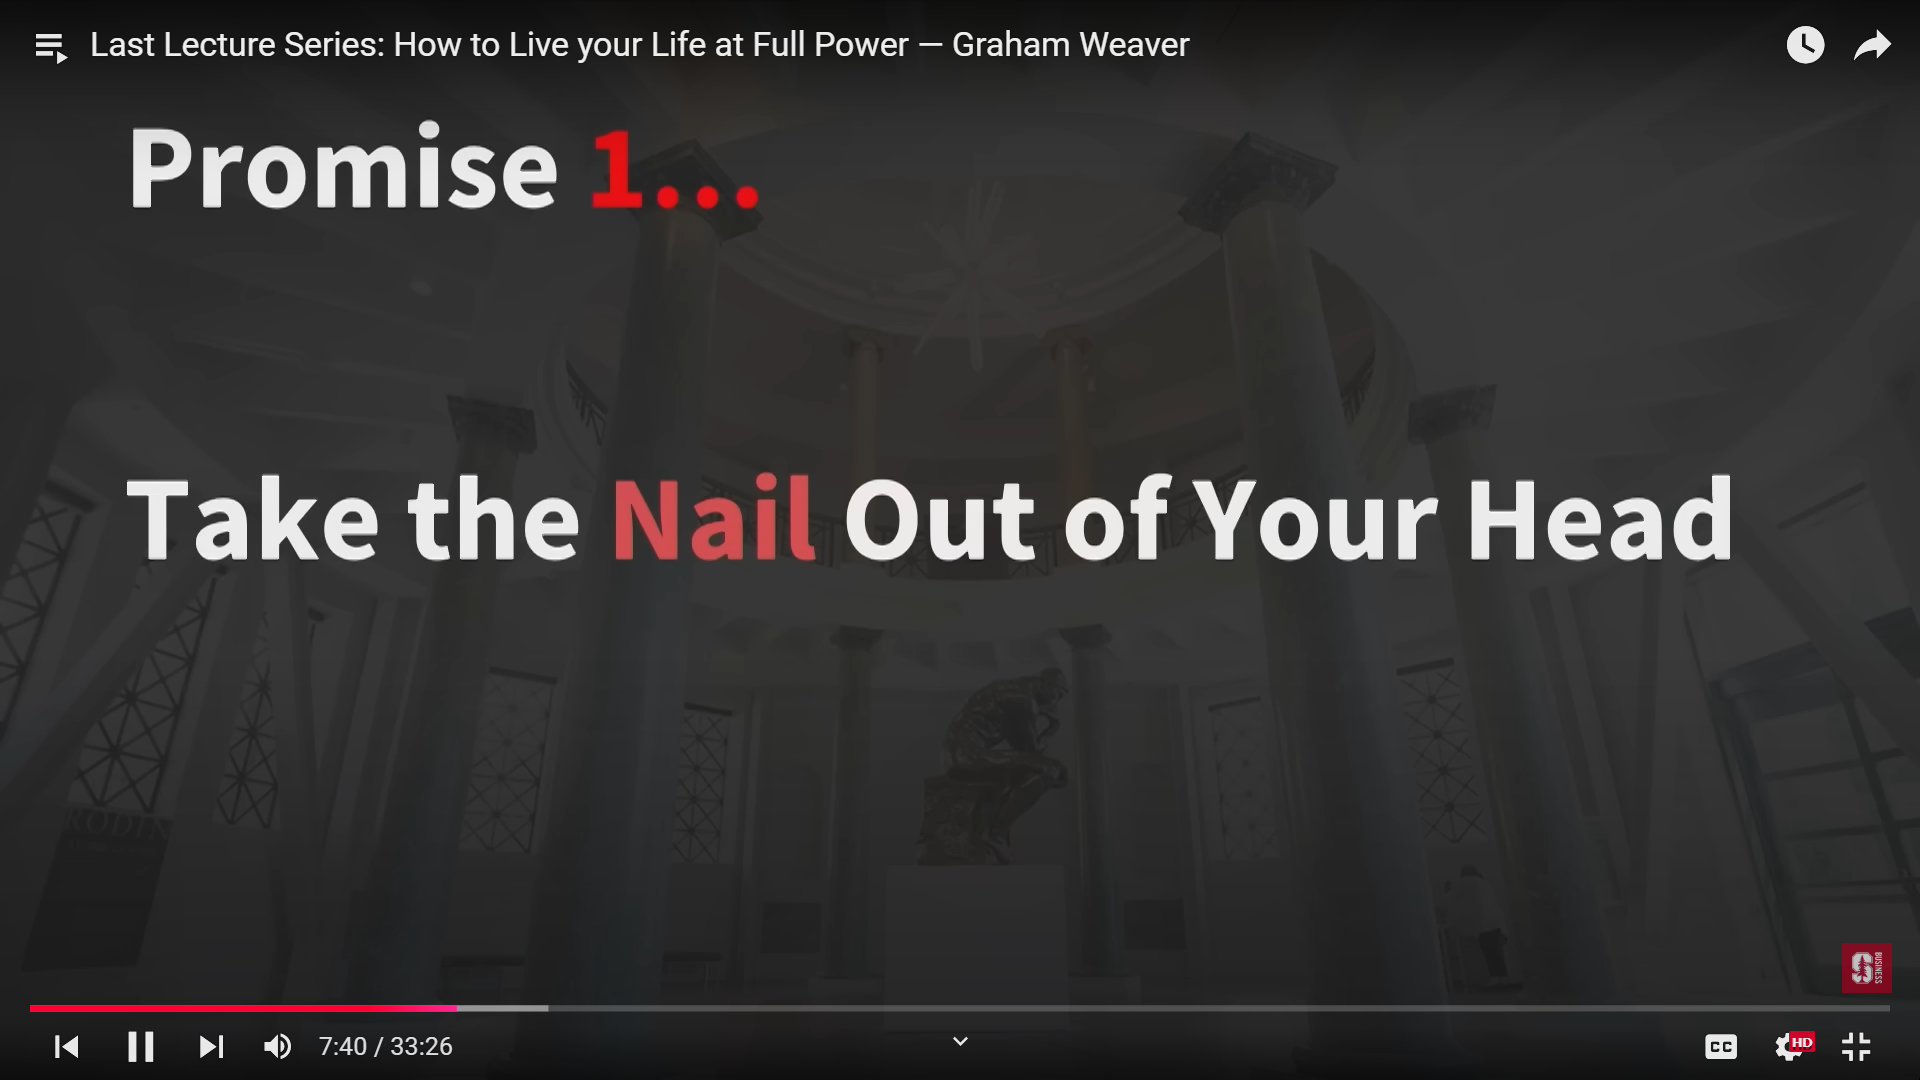 Last Lecture Series: How to Live your Life at Full Power — Graham Weaver
Promise 1...
Take the Nail Out of Your Head
RODIN
S BUSINESS
7:40 / 33:26
CC
HD